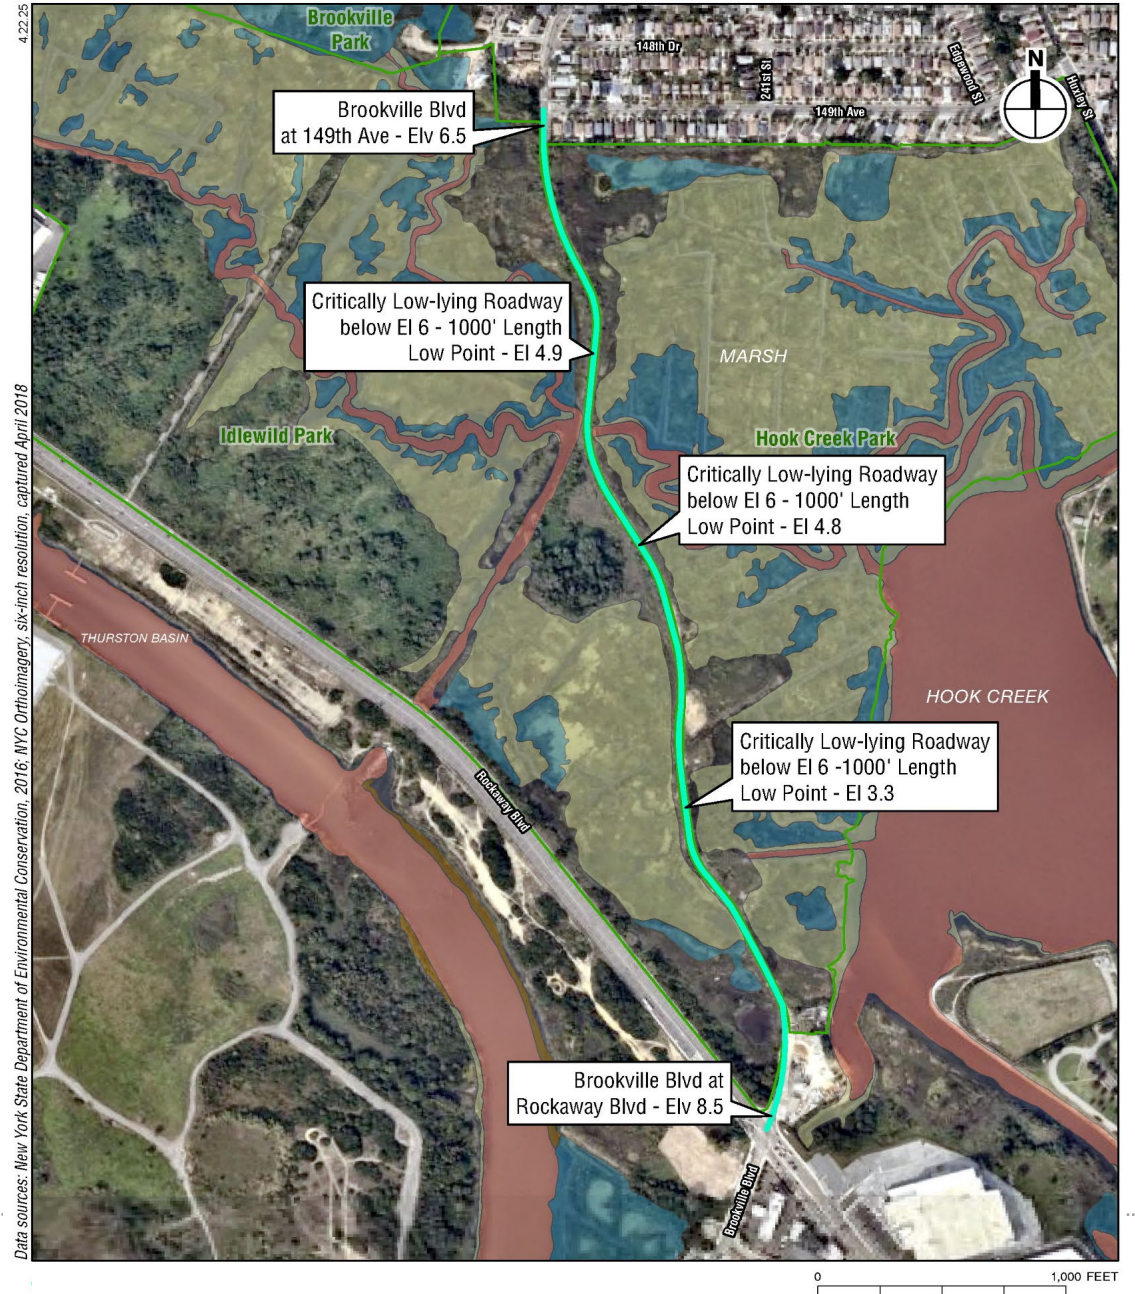 4.22.25
Brookville
Park
148th Dr
241st St
Edgewood St
N
Huxley St
149th Ave
Brookville Blvd
at 149th Ave - Elv 6.5
Critically Low-lying Roadway
below El 6 - 1000' Length
Low Point - El 4.9
MARSH
Idlewild Park
Hook Creek Park
Critically Low-lying Roadway
below El 6 - 1000' Length
Low Point - El 4.8
THURSTON BASIN
HOOK CREEK
Critically Low-lying Roadway
below El 6 -1000' Length
Low Point - El 3.3
Rockaway Blvd
Brookville Blvd at
Rockaway Blvd - Elv 8.5
Brookville Blvd
Data sources: New York State Department of Environmental Conservation, 2016; NYC Orthoimagery, six-inch resolution, captured April 2018
0 1,000 FEET